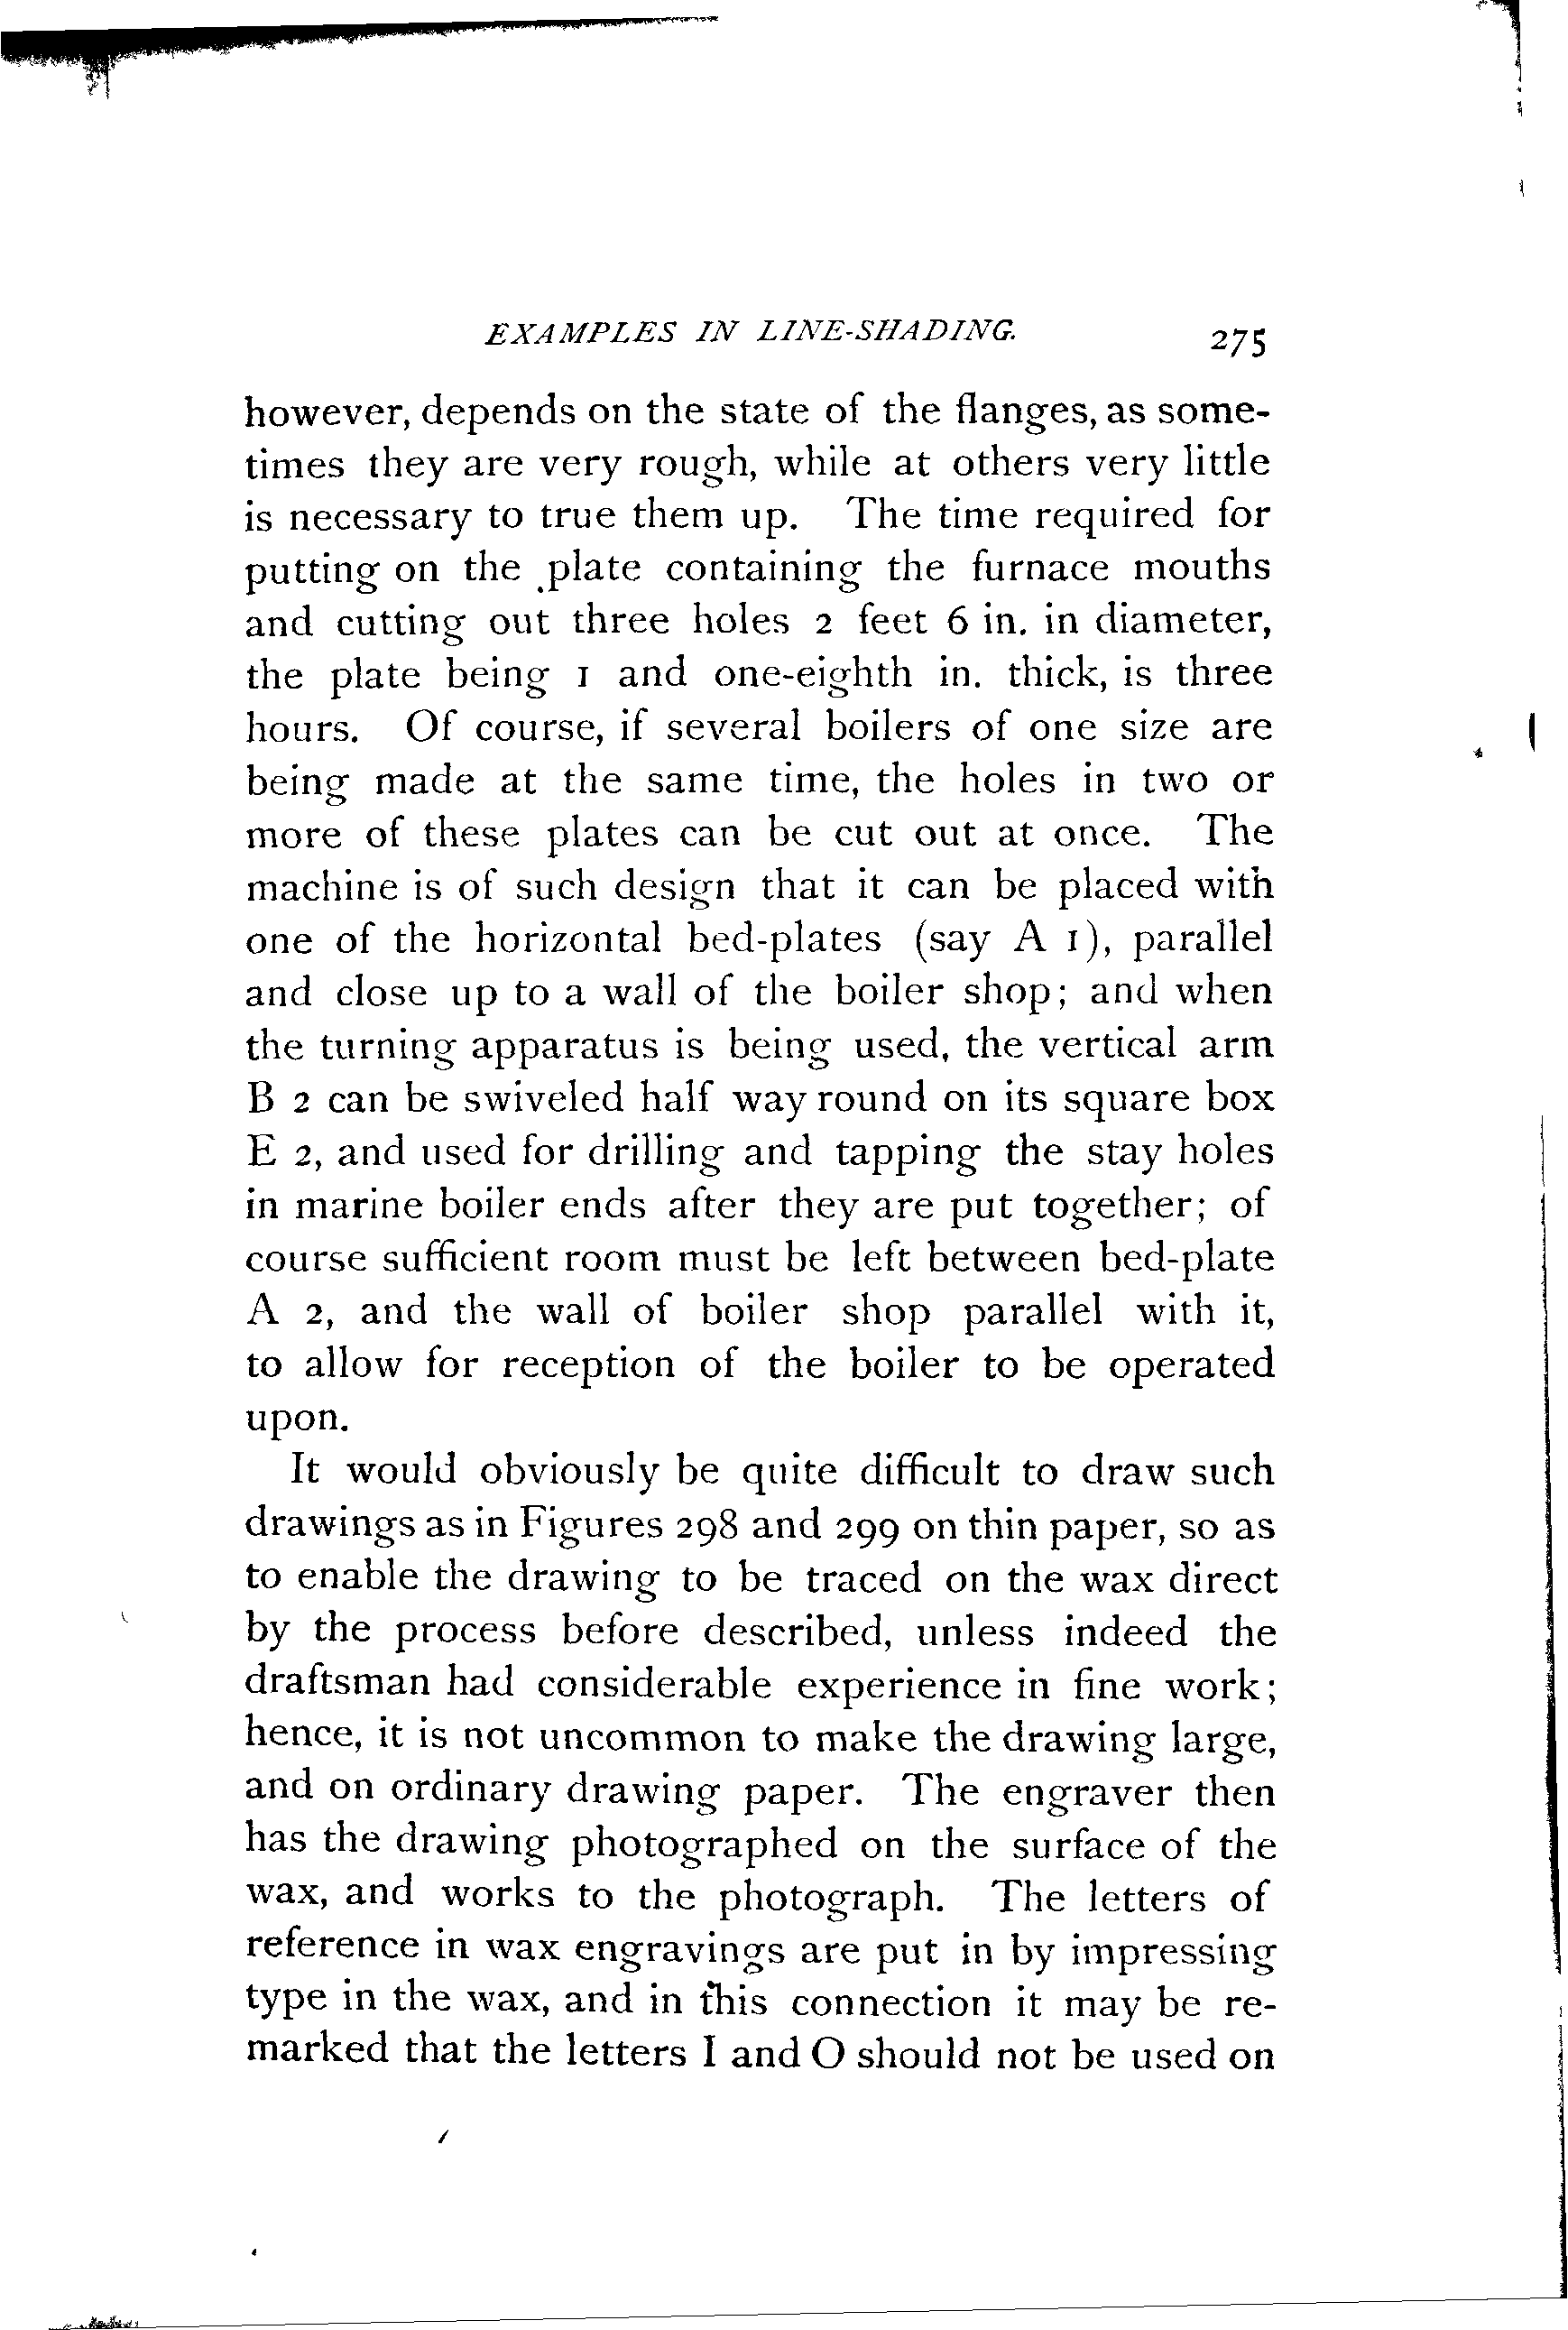 EXAMPLES IN LINE-SHADING. 275
however, depends on the state of the flanges, as some-
times they are very rough, while at others very little
is necessary to true them up. The time required for
putting on the plate containing the furnace mouths
and cutting out three holes 2 feet 6 in. in diameter,
the plate being 1 and one-eighth in. thick, is three
hours. Of course, if several boilers of one size are
being made at the same time, the holes in two or
more of these plates can be cut out at once. The
machine is of such design that it can be placed with
one of the horizontal bed-plates (say A 1), parallel
and close up to a wall of the boiler shop; and when
the turning apparatus is being used, the vertical arm
B 2 can be swiveled half way round on its square box
E 2, and used for drilling and tapping the stay holes
in marine boiler ends after they are put together; of
course sufficient room must be left between bed-plate
A 2, and the wall of boiler shop parallel with it,
to allow for reception of the boiler to be operated
upon.
It would obviously be quite difficult to draw such
drawings as in Figures 298 and 299 on thin paper, so as
to enable the drawing to be traced on the wax direct
by the process before described, unless indeed the
draftsman had considerable experience in fine work;
hence, it is not uncommon to make the drawing large,
and on ordinary drawing paper. The engraver then
has the drawing photographed on the surface of the
wax, and works to the photograph. The letters of
reference in wax engravings are put in by impressing
type in the wax, and in this connection it may be re-
marked that the letters I and O should not be used on